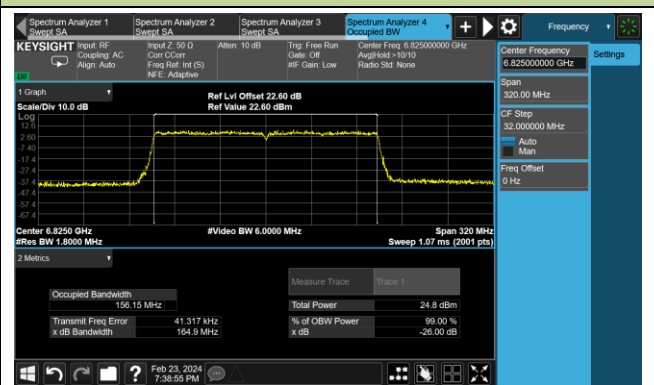 Spectrum Analyzer 1
Swept SA
Spectrum Analyzer 2
Swept SA
Spectrum Analyzer 3
Swept SA
Spectrum Analyzer 4
Occupied BW
Frequency
KEYSIGHT
Input: RF
Coupling: AC
Align: Auto
Input Z: 50 Ω
Corr CCorr
Freq Ref: Int (S)
NFE: Adaptive
Atten: 10 dB
Trig: Free Run
Gate: Off
#IF Gain: Low
Center Freq: 6.825000000 GHz
Avg|Hold:>10/10
Radio Std: None
Center Frequency
6.825000000 GHz
Settings
Span
320.00 MHz
CF Step
32.000000 MHz
Auto
Man
Freq Offset
0 Hz
1 Graph
Scale/Div 10.0 dB
Ref Lvl Offset 22.60 dB
Ref Value 22.60 dBm
Log
12.6
2.60
-7.40
-17.4
-27.4
-37.4
-47.4
-57.4
-67.4
Center 6.8250 GHz
#Res BW 1.8000 MHz
#Video BW 6.0000 MHz
Span 320 MHz
Sweep 1.07 ms (2001 pts)
2 Metrics
Measure Trace
Trace 1
Occupied Bandwidth
156.15 MHz
Total Power
24.8 dBm
Transmit Freq Error
41.317 kHz
% of OBW Power
99.00 %
x dB Bandwidth
164.9 MHz
x dB
-26.00 dB
Feb 23, 2024
7:38:55 PM